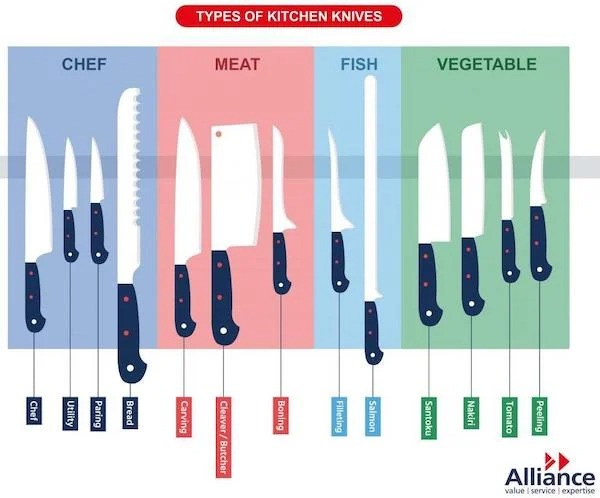 TYPES OF KITCHEN KNIVES
CHEF
MEAT
FISH
VEGETABLE
Chef
Utility
Paring
Bread
Carving
Cleaver / Butcher
Boning
Filleting
Salmon
Santoku
Nakiri
Tomato
Peeling
Alliance
value | service | expertise